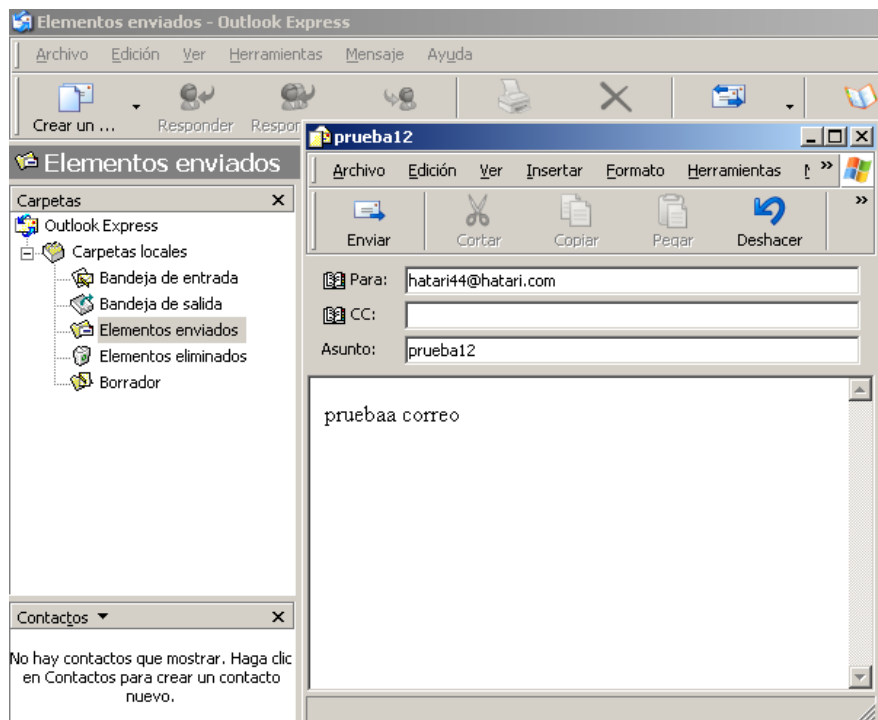 Elementos enviados - Outlook Express
Archivo Edición Ver Herramientas Mensaje Ayuda
Crear un ... Responder Respon
Elementos enviados
Carpetas
Outlook Express
Carpetas locales
Bandeja de entrada
Bandeja de salida
Elementos enviados
Elementos eliminados
Borrador
Contactos
No hay contactos que mostrar. Haga clic
en Contactos para crear un contacto
nuevo.
prueba12
Archivo Edición Ver Insertar Formato Herramientas
Enviar Cortar Copiar Pegar Deshacer
Para: hatari44@hatari.com
CC:
Asunto: prueba12
pruebaa correo